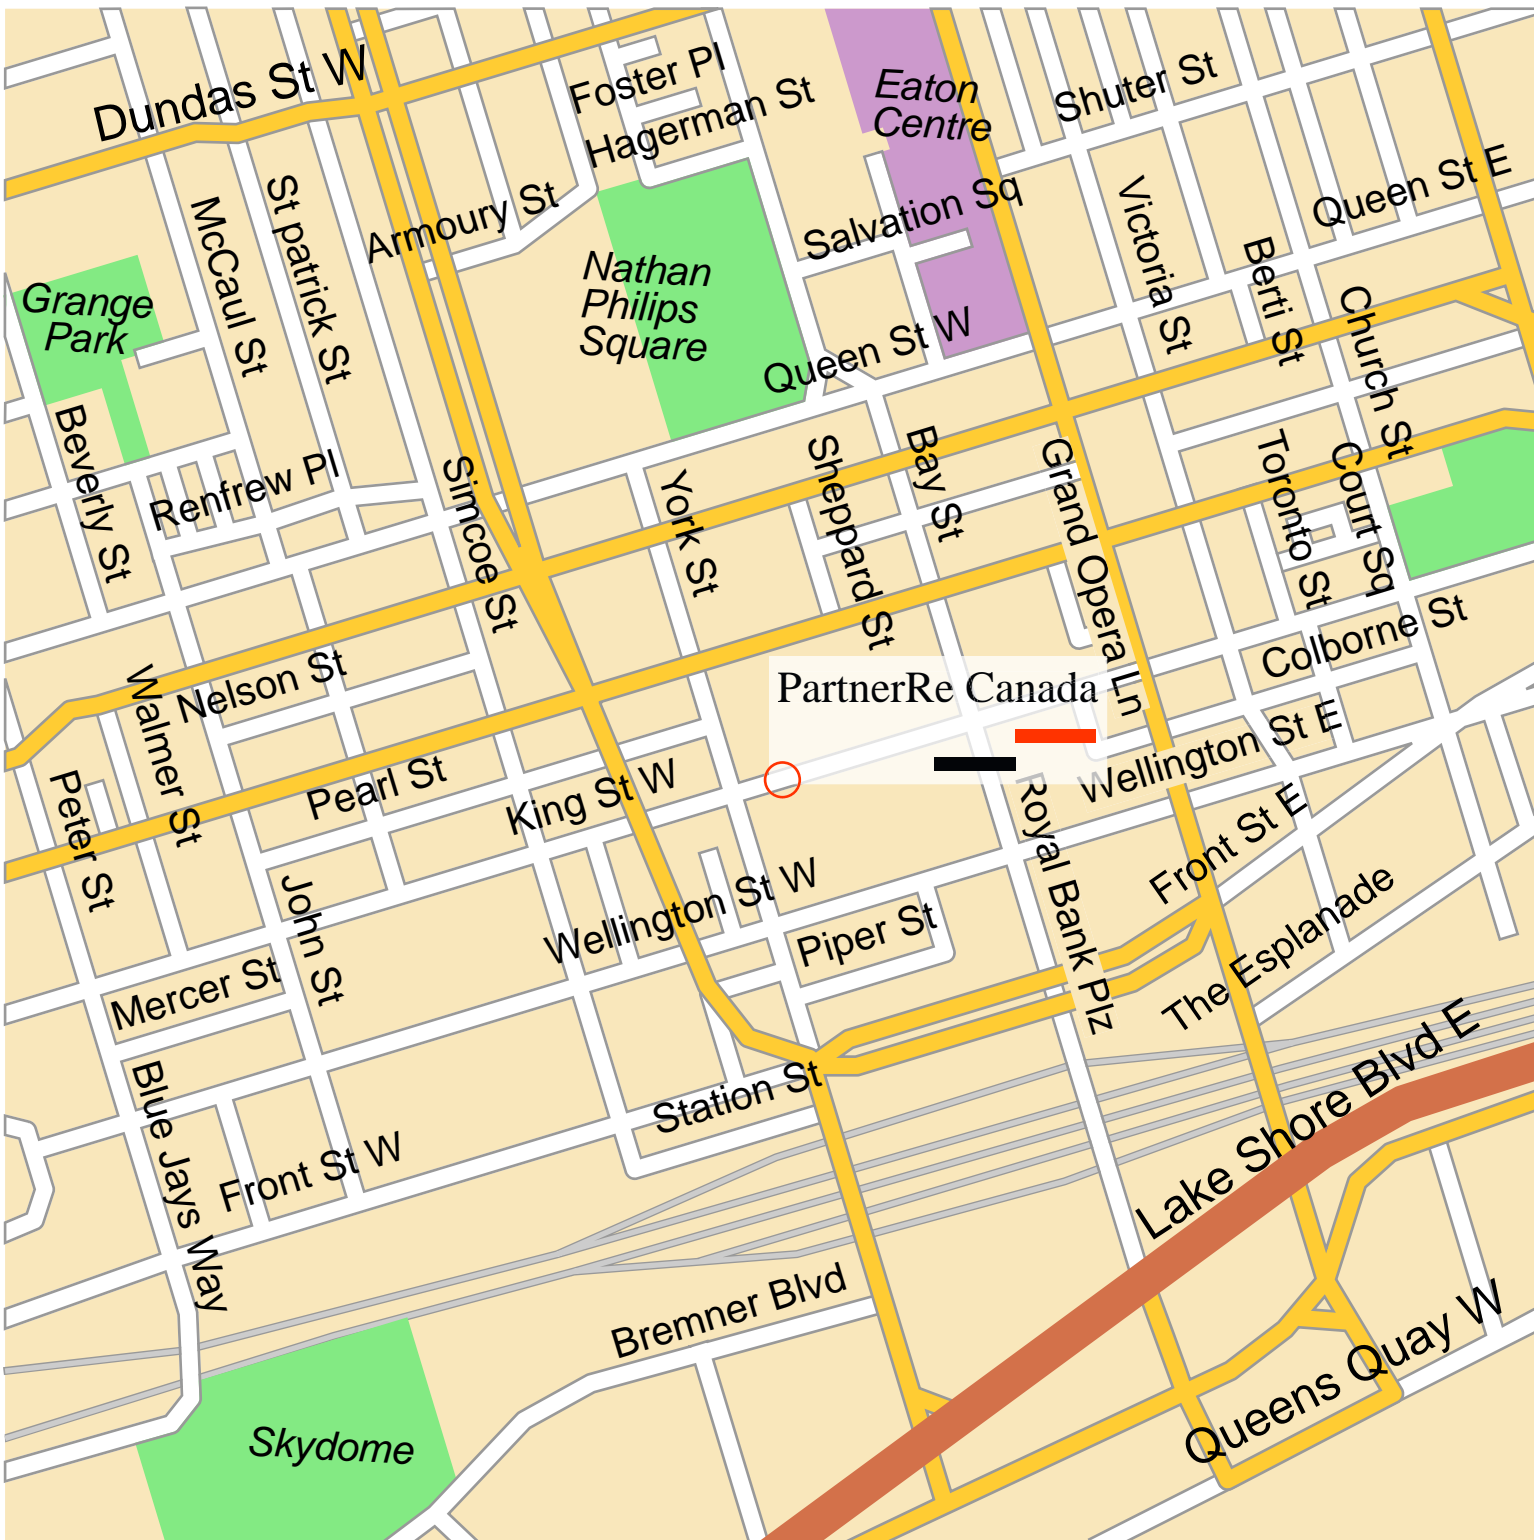 Dundas St W
Foster Pl
Hagerman St
Eaton
Centre
Shuter St
Queen St E
Armoury St
St patrick St
McCaul St
Salvation Sq
Victoria St
Berti St
Church St
Grange
Park
Nathan
Philips
Square
Queen St W
Beverly St
Renfrew Pl
Simcoe St
York St
Sheppard St
Bay St
Grand Opera Ln
Toronto St
Court Sq
Colborne St
Nelson St
Walmer St
PartnerRe Canada
Wellington St E
Peter St
Pearl St
King St W
Royal Bank Plz
Front St E
John St
Wellington St W
Piper St
The Esplanade
Mercer St
Station St
Lake Shore Blvd E
Blue Jays Way
Front St W
Bremner Blvd
Queens Quay W
Skydome